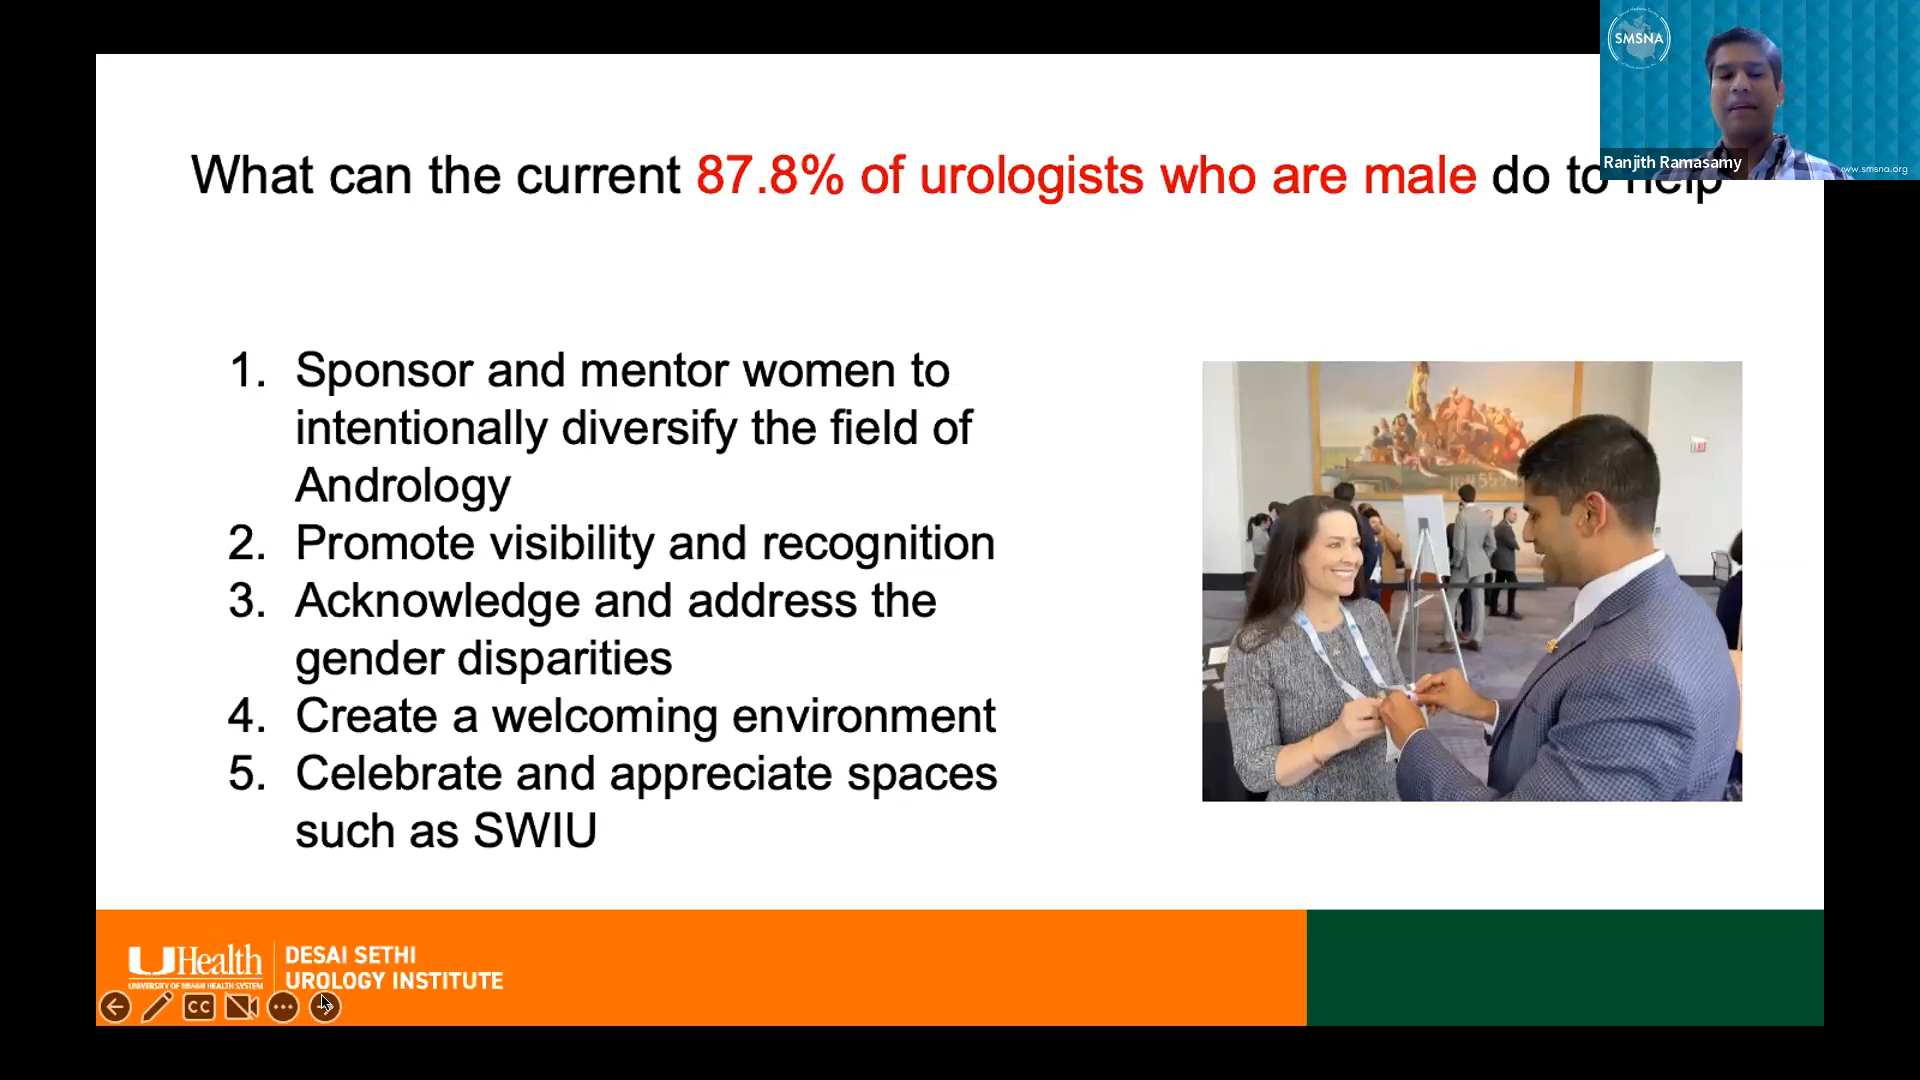 SMSNA
Ranjith Ramasamy
www.smsna.org
What can the current 87.8% of urologists who are male do to help
1. Sponsor and mentor women to
intentionally diversify the field of
Andrology
2. Promote visibility and recognition
3. Acknowledge and address the
gender disparities
4. Create a welcoming environment
5. Celebrate and appreciate spaces
such as SWIU
EXIT
UHealth
UNIVERSITY OF MIAMI HEALTH SYSTEM
DESAI SETHI
UROLOGY INSTITUTE
CC